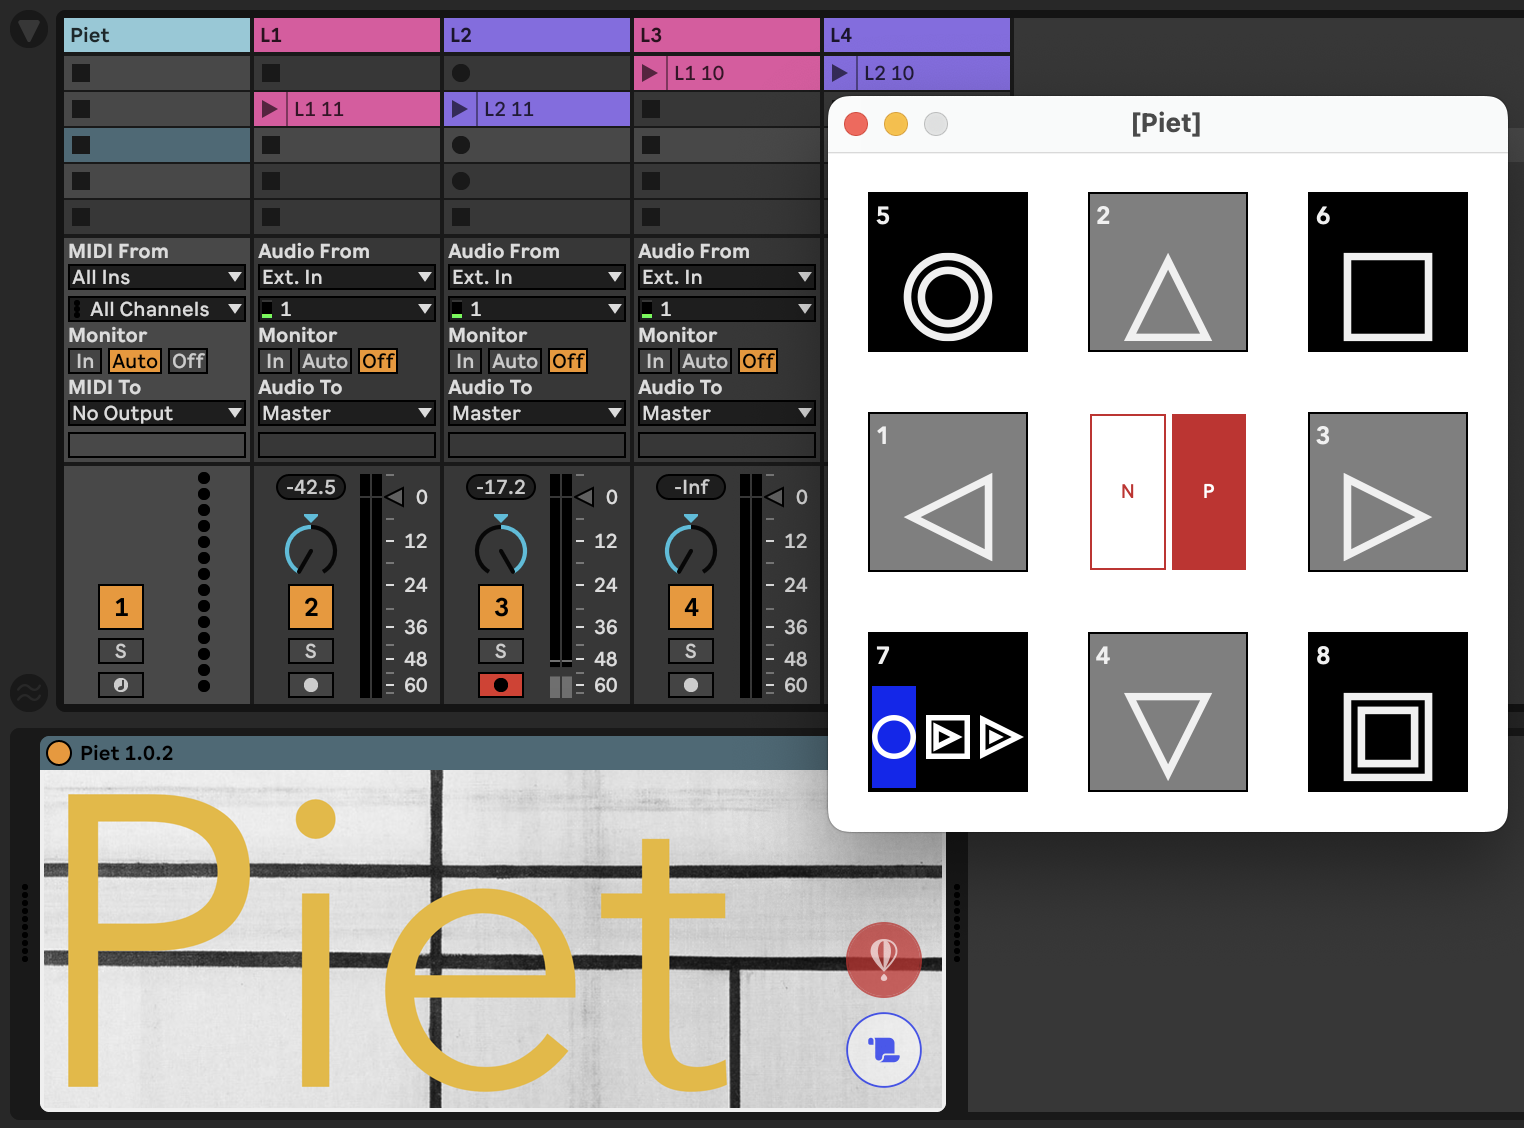 Piet L1 L2 L3 L4
L1 10 L2 10
L1 11 L2 11
[Piet]
MIDI From Audio From Audio From Audio From
All Ins Ext. In Ext. In Ext. In
All Channels 1 1 1
Monitor Monitor Monitor Monitor
In Auto Off In Auto Off In Auto Off In Auto Off
MIDI To Audio To Audio To Audio To
No Output Master Master Master
-42.5 0 -17.2 0 -Inf 0
12 12 12
24 24 24
1 2 3 4
36 36 36
S S S S
48 48 48
60 60 60
5 2 6
1 N P 3
7 4 8
Piet 1.0.2
Piet